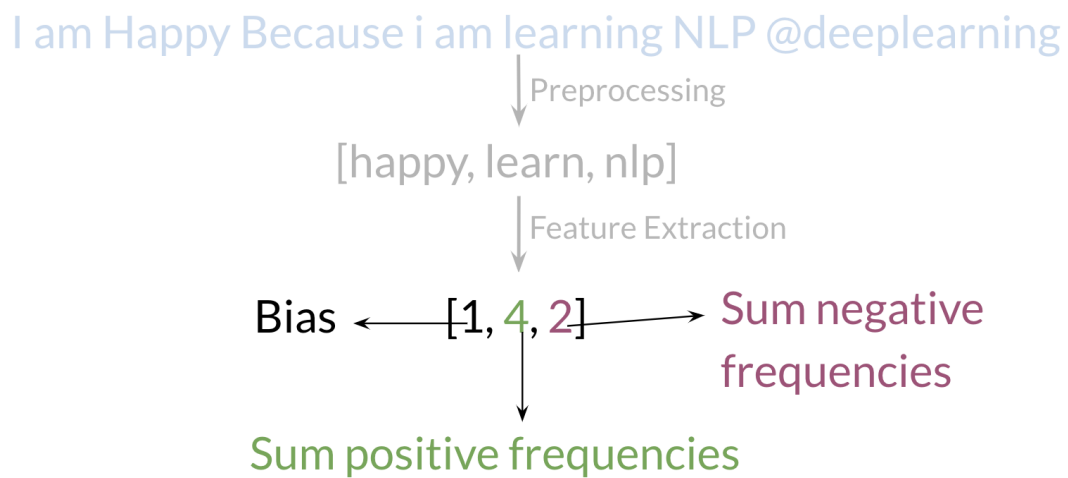 I am Happy Because i am learning NLP @deeplearning
Preprocessing
[happy, learn, nlp]
Feature Extraction
Bias
[1, 4, 2]
Sum negative
frequencies
Sum positive frequencies